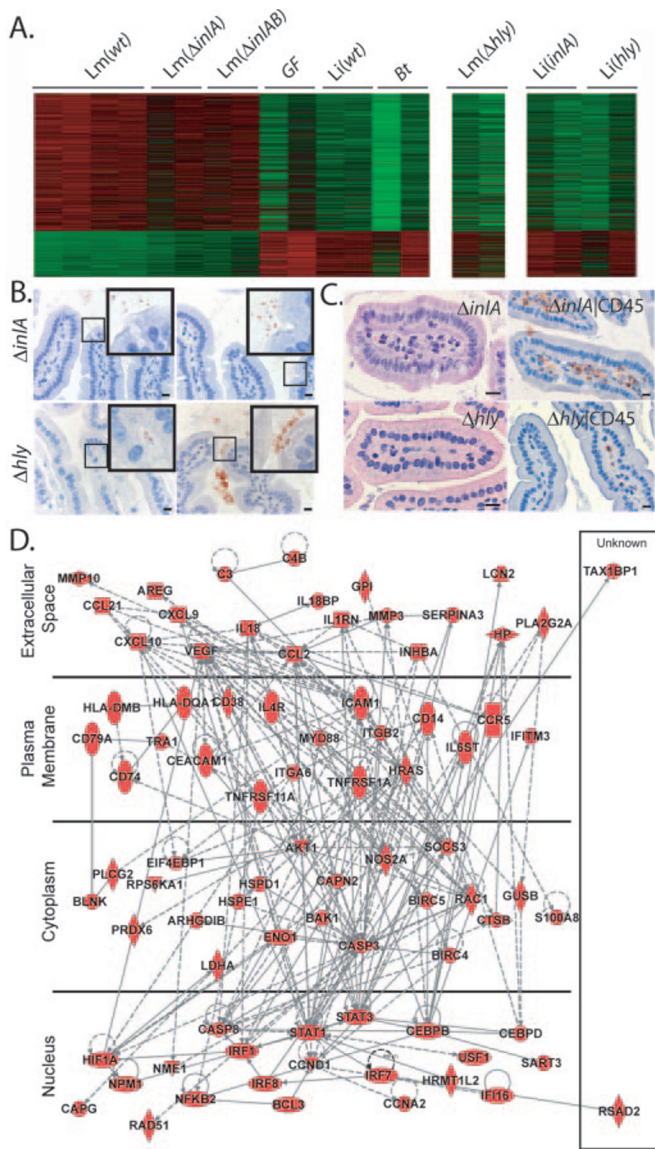 A.
Lm(wt) Lm(ΔinlA) Lm(ΔinlAB) GF Li(wt) Bt Lm(Δhly) Li(inlA) Li(hly)
B.
C.
ΔinlA
Δhly
ΔinlA ΔinlA|CD45
Δhly Δhly|CD45
D.
Unknown
Extracellular Space
C4B
C3
TAX1BP1
LCN2
MMP10
AREG
GPI
CCL21
CXCL9
IL18BP
MMP3
SERPINA3
PLA2G2A
CXCL10
IL18
IL1RN
HP
VEGF
CCL2
INHBA
Plasma Membrane
HLA-DMB
HLA-DQA1
CD38
IL4R
ICAM1
CD14
CCR5
CD79A
TRA1
MYD88
ITGB2
IL6ST
IFITM3
CD74
CEACAM1
ITGA6
HRAS
TNFRSF11A
TNFRSF1A
Cytoplasm
AKT1
SOCS3
EIF4EBP1
NOS2A
PLCG2
RPS6KA1
HSPD1
CAPN2
BLNK
HSPE1
BIRC5
RAC1
GUSB
PRDX6
ARHGDIB
BAK1
CTSB
S100A8
ENO1
CASP3
LDHA
BIRC4
Nucleus
CASP8
STAT1
STAT3
CEBPB
CEBPD
HIF1A
IRF1
CCND1
USF1
SART3
NPM1
NME1
IRF8
IRF7
HRMT1L2
CAPG
NFKB2
BCL3
CCNA2
IFI16
RAD51
RSAD2